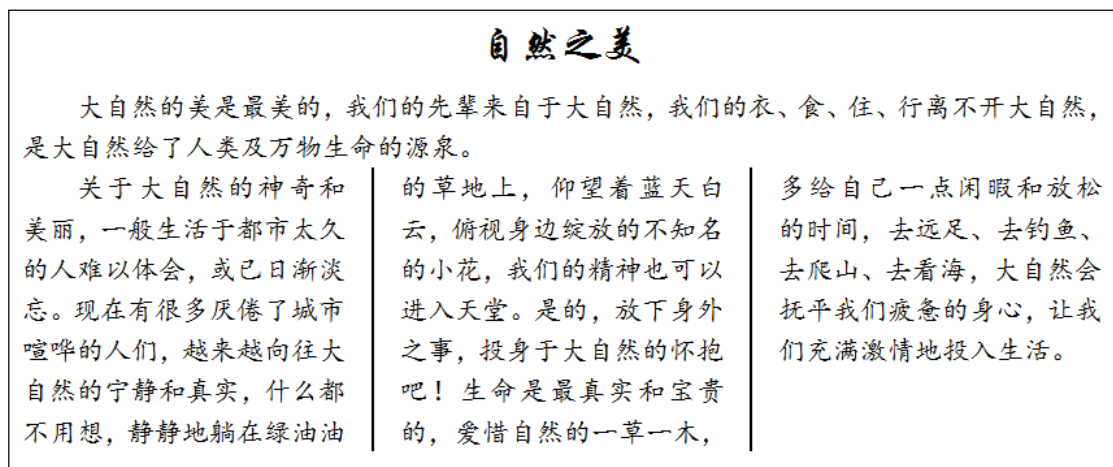 自然之美
大自然的美是最美的，我们的先辈来自于大自然，我们的衣、食、住、行离不开大自然，
是大自然给了人类及万物生命的源泉。
关于大自然的神奇和
美丽，一般生活于都市太久
的人难以体会，或已日渐淡
忘。现在有很多厌倦了城市
喧哗的人们，越来越向往大
自然的宁静和真实，什么都
不用想，静静地躺在绿油油
的草地上，仰望着蓝天白
云，俯视身边绽放的不知名
的小花，我们的精神也可以
进入天堂。是的，放下身外
之事，投身于大自然的怀抱
吧！生命是最真实和宝贵
的，爱惜自然的一草一木，
多给自己一点闲暇和放松
的时间，去远足、去钓鱼、
去爬山、去看海，大自然会
抚平我们疲惫的身心，让我
们充满激情地投入生活。